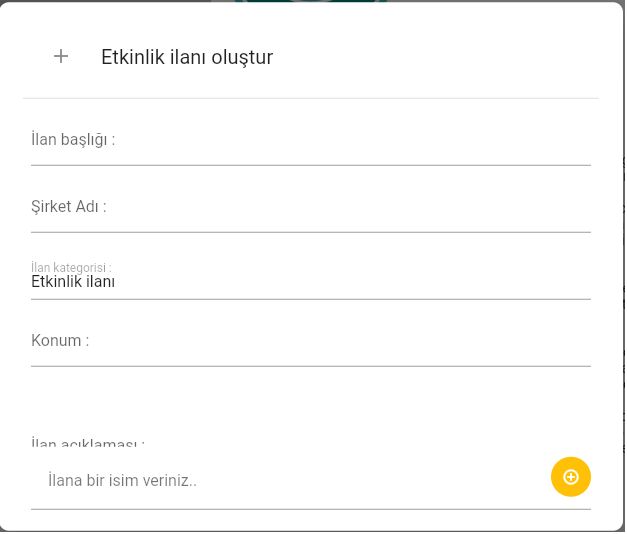 Etkinlik ilanı oluştur
İlan başlığı :
Şirket Adı :
İlan kategorisi :
Etkinlik ilanı
Konum :
İlan açıklaması :
İlana bir isim veriniz..